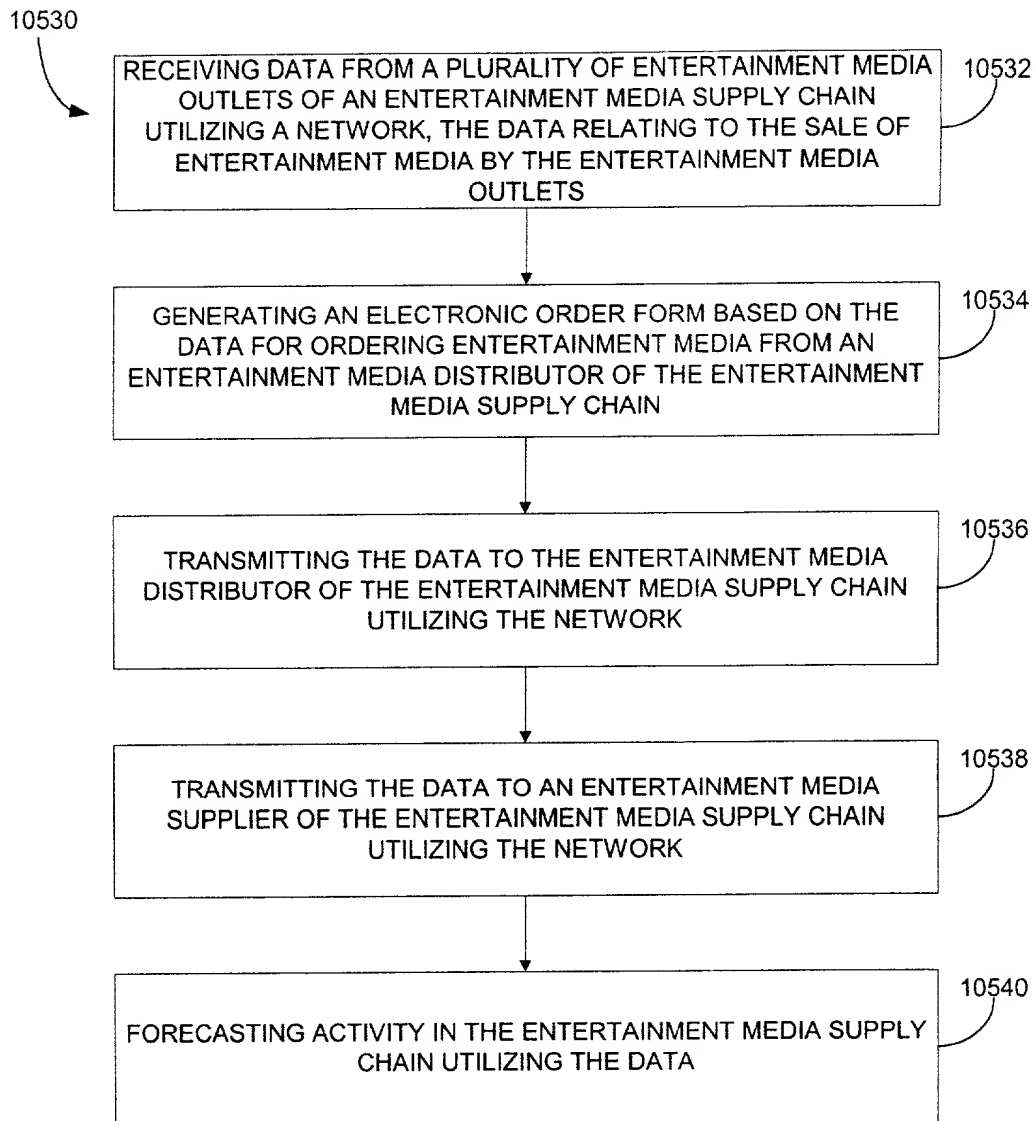 10530
RECEIVING DATA FROM A PLURALITY OF ENTERTAINMENT MEDIA
OUTLETS OF AN ENTERTAINMENT MEDIA SUPPLY CHAIN
UTILIZING A NETWORK, THE DATA RELATING TO THE SALE OF
ENTERTAINMENT MEDIA BY THE ENTERTAINMENT MEDIA
OUTLETS
10532
GENERATING AN ELECTRONIC ORDER FORM BASED ON THE
DATA FOR ORDERING ENTERTAINMENT MEDIA FROM AN
ENTERTAINMENT MEDIA DISTRIBUTOR OF THE ENTERTAINMENT
MEDIA SUPPLY CHAIN
10534
TRANSMITTING THE DATA TO THE ENTERTAINMENT MEDIA
DISTRIBUTOR OF THE ENTERTAINMENT MEDIA SUPPLY CHAIN
UTILIZING THE NETWORK
10536
TRANSMITTING THE DATA TO AN ENTERTAINMENT MEDIA
SUPPLIER OF THE ENTERTAINMENT MEDIA SUPPLY CHAIN
UTILIZING THE NETWORK
10538
FORECASTING ACTIVITY IN THE ENTERTAINMENT MEDIA SUPPLY
CHAIN UTILIZING THE DATA
10540